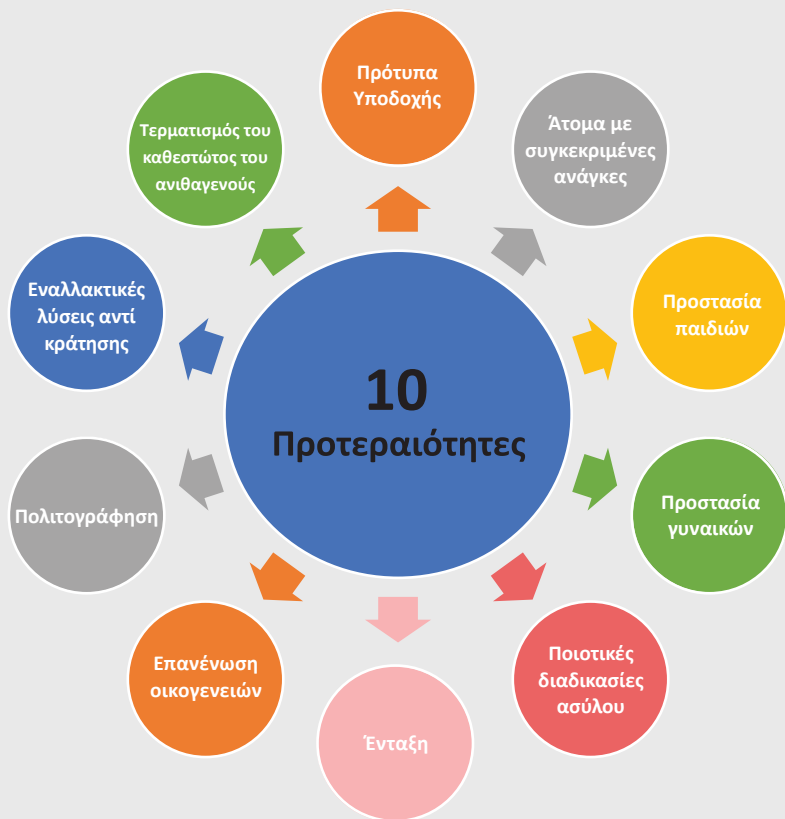 10
Προτεραιότητες
Πρότυπα
Υποδοχής
Άτομα με
συγκεκριμένες
ανάγκες
Προστασία
παιδιών
Προστασία
γυναικών
Ποιοτικές
διαδικασίες
ασύλου
Ένταξη
Επανένωση
οικογενειών
Πολιτογράφηση
Εναλλακτικές
λύσεις αντί
κράτησης
Τερματισμός του
καθεστώτος του
ανιθαγενούς